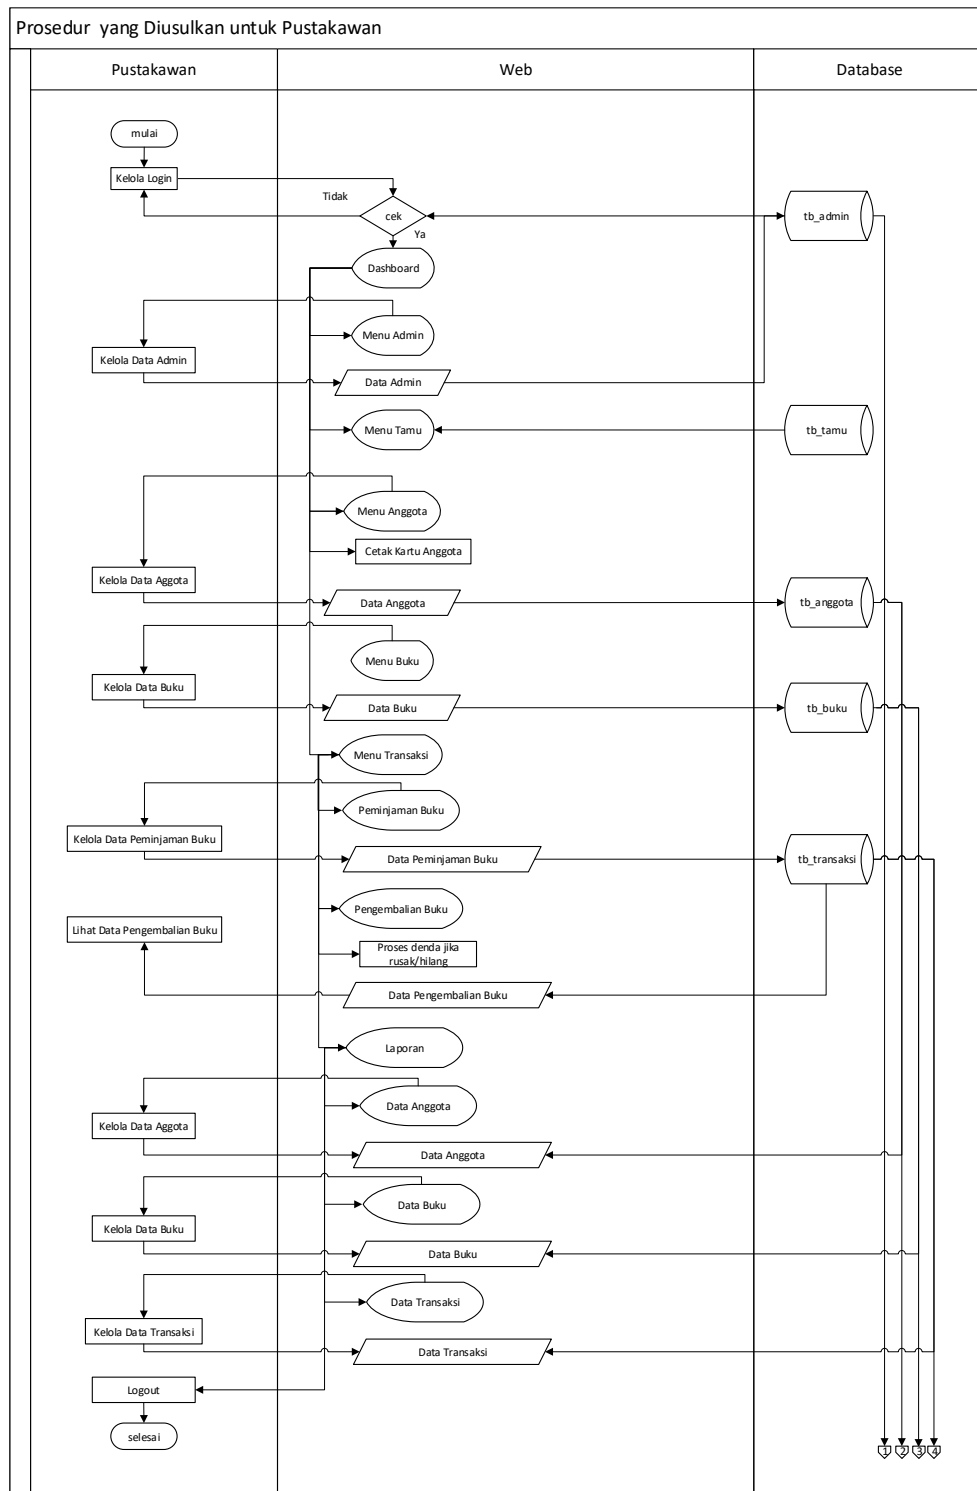 Prosedur  yang Diusulkan untuk Pustakawan
Pustakawan
Web
Database
mulai
Kelola Login
Tidak
cek
Ya
tb_admin
Dashboard
Menu Admin
Kelola Data Admin
Data Admin
Menu Tamu
tb_tamu
Menu Anggota
Cetak Kartu Anggota
Kelola Data Aggota
Data Anggota
tb_anggota
Menu Buku
Kelola Data Buku
Data Buku
tb_buku
Menu Transaksi
Peminjaman Buku
Kelola Data Peminjaman Buku
Data Peminjaman Buku
tb_transaksi
Pengembalian Buku
Lihat Data Pengembalian Buku
Proses denda jika
rusak/hilang
Data Pengembalian Buku
Laporan
Data Anggota
Kelola Data Aggota
Data Anggota
Data Buku
Kelola Data Buku
Data Buku
Data Transaksi
Kelola Data Transaksi
Data Transaksi
Logout
selesai
1
2
3
4